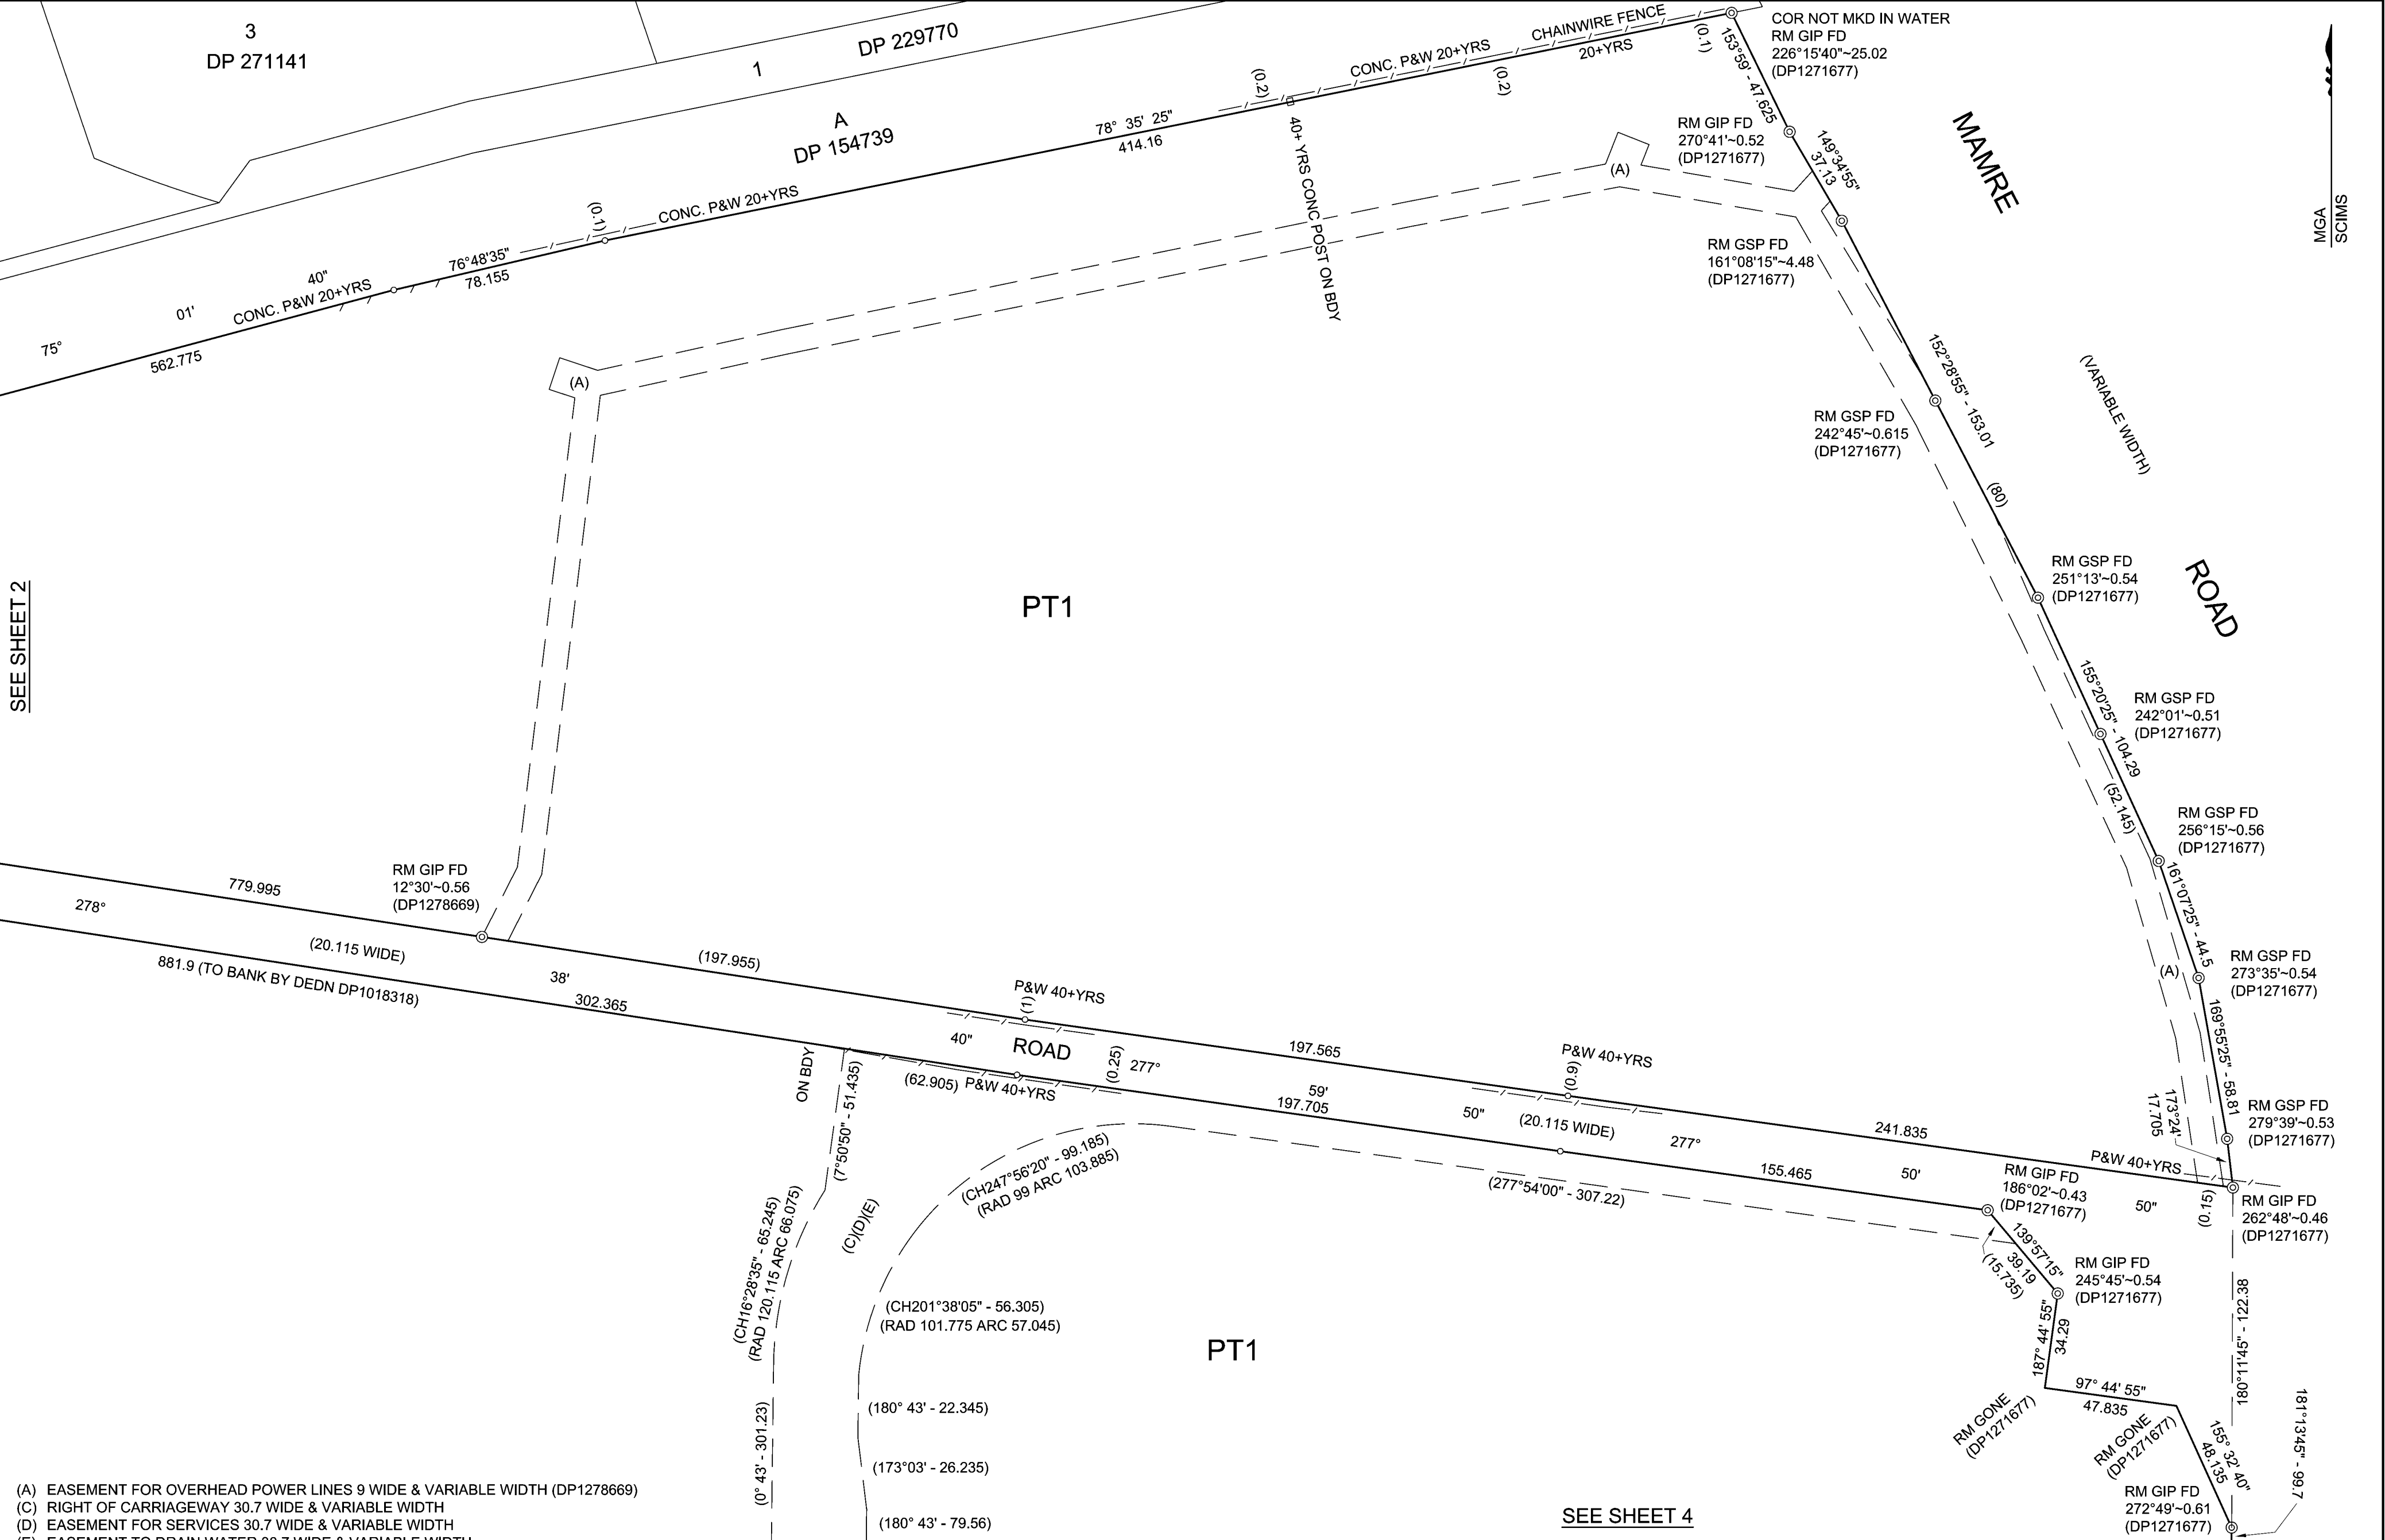 3
DP 271141
1
DP 229770
A
DP 154739
CHAINWIRE FENCE
20+YRS
CONC. P&W 20+YRS
(0.1)
(0.2)
(0.2)
COR NOT MKD IN WATER
RM GIP FD
226°15'40"~25.02
(DP1271677)
153°59' - 47.625
78° 35' 25"
414.16
40+ YRS CONC POST ON BDY
RM GIP FD
270°41'~0.52
(DP1271677)
149°34'55"
37.13
MAMRE
MGA
SCIMS
(A)
CONC. P&W 20+YRS
(0.1)
76°48'35"
78.155
75°
01'
40"
CONC. P&W 20+YRS
562.775
RM GSP FD
161°08'15"~4.48
(DP1271677)
152°28'55" - 153.01
(VARIABLE WIDTH)
(A)
RM GSP FD
242°45'~0.615
(DP1271677)
(80)
RM GSP FD
251°13'~0.54
(DP1271677)
ROAD
SEE SHEET 2
PT1
155°20'25" - 104.29
RM GSP FD
242°01'~0.51
(DP1271677)
(52.145)
RM GSP FD
256°15'~0.56
(DP1271677)
161°07'25" - 44.5
RM GIP FD
12°30'~0.56
(DP1278669)
779.995
278°
(20.115 WIDE)
881.9 (TO BANK BY DEDN DP1018318)
38'
302.365
(197.955)
(A)
RM GSP FD
273°35'~0.54
(DP1271677)
169°55'25" - 58.81
P&W 40+YRS
(1)
40"
ROAD
(0.25)
277°
197.565
P&W 40+YRS
(0.9)
ON BDY
(7°50'50" - 51.435)
(62.905)
P&W 40+YRS
59'
197.705
50"
(20.115 WIDE)
277°
241.835
173°24'
17.705
RM GSP FD
279°39'~0.53
(DP1271677)
P&W 40+YRS
155.465
50'
50"
(0.15)
RM GIP FD
186°02'~0.43
(DP1271677)
RM GIP FD
262°48'~0.46
(DP1271677)
(CH247°56'20" - 99.185)
(RAD 99 ARC 103.885)
(277°54'00" - 307.22)
(CH16°28'35" - 65.245)
(RAD 120.115 ARC 66.075)
(C)(D)(E)
139°57'15"
39.19
(15.735)
RM GIP FD
245°45'~0.54
(DP1271677)
(CH201°38'05" - 56.305)
(RAD 101.775 ARC 57.045)
PT1
187° 44' 55"
34.29
180°11'45" - 122.38
97° 44' 55"
47.835
RM GONE
(DP1271677)
RM GONE
(DP1271677)
155° 32' 40"
48.135
181°13'45" - 99.7
(0° 43' - 301.23)
(180° 43' - 22.345)
(173°03' - 26.235)
(180° 43' - 79.56)
RM GIP FD
272°49'~0.61
(DP1271677)
SEE SHEET 4
(A) EASEMENT FOR OVERHEAD POWER LINES 9 WIDE & VARIABLE WIDTH (DP1278669)
(C) RIGHT OF CARRIAGEWAY 30.7 WIDE & VARIABLE WIDTH
(D) EASEMENT FOR SERVICES 30.7 WIDE & VARIABLE WIDTH
(E) EASEMENT TO DRAIN WATER 30.7 WIDE & VARIABLE WIDTH